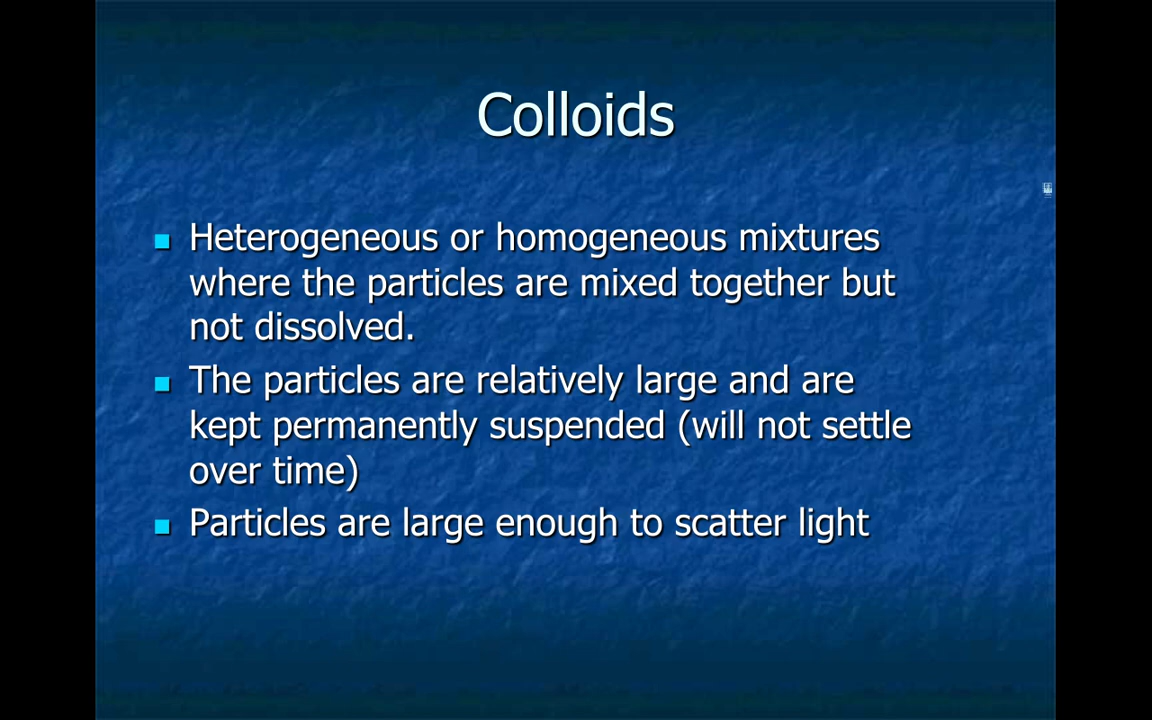 Colloids
Heterogeneous or homogeneous mixtures
where the particles are mixed together but
not dissolved.
The particles are relatively large and are
kept permanently suspended (will not settle
over time)
Particles are large enough to scatter light